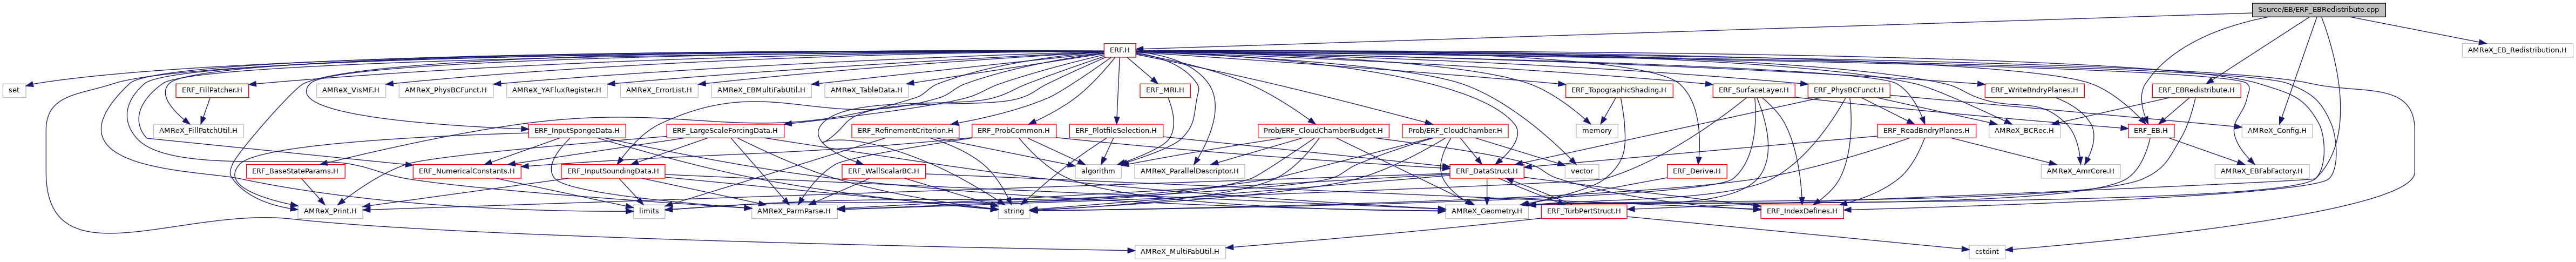 Source/EB/ERF_EBRedistribute.cpp
ERF.H
AMReX_EB_Redistribution.H
set
ERF_FillPatcher.H
AMReX_VisMF.H
AMReX_PhysBCFunct.H
AMReX_YAFluxRegister.H
AMReX_ErrorList.H
AMReX_EBMultiFabUtil.H
AMReX_TableData.H
ERF_MRI.H
ERF_TopographicShading.H
ERF_SurfaceLayer.H
ERF_PhysBCFunct.H
ERF_WriteBndryPlanes.H
ERF_EBRedistribute.H
AMReX_FillPatchUtil.H
ERF_InputSpongeData.H
ERF_LargeScaleForcingData.H
ERF_RefinementCriterion.H
ERF_ProbCommon.H
ERF_PlotfileSelection.H
Prob/ERF_CloudChamberBudget.H
Prob/ERF_CloudChamber.H
memory
ERF_ReadBndryPlanes.H
AMReX_BCRec.H
ERF_EB.H
AMReX_Config.H
ERF_BaseStateParams.H
ERF_NumericalConstants.H
ERF_InputSoundingData.H
ERF_WallScalarBC.H
algorithm
AMReX_ParallelDescriptor.H
ERF_DataStruct.H
vector
ERF_Derive.H
AMReX_AmrCore.H
AMReX_EBFabFactory.H
AMReX_Print.H
limits
AMReX_ParmParse.H
string
AMReX_Geometry.H
ERF_TurbPertStruct.H
ERF_IndexDefines.H
AMReX_MultiFabUtil.H
cstdint